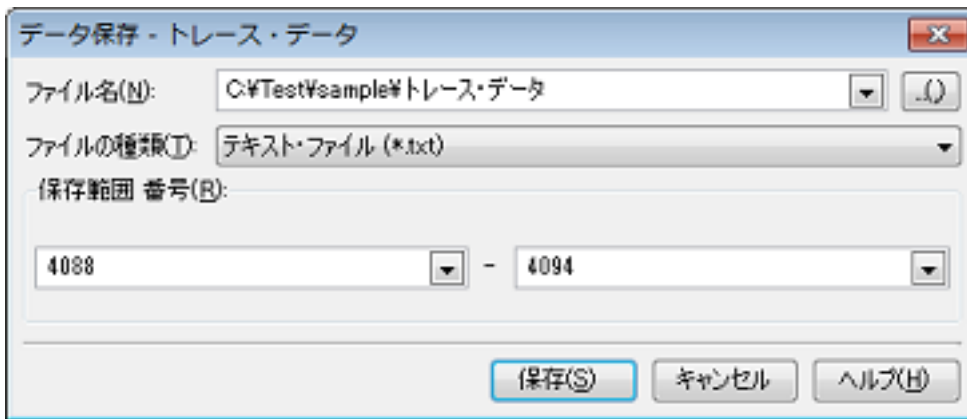 データ保存 - トレース・データ
ファイル名(N): C:¥Test¥sample¥トレース・データ ...()
ファイルの種類(T): テキスト・ファイル (*.txt)
保存範囲 番号(R):
4088 - 4094
保存(S) キャンセル ヘルプ(H)